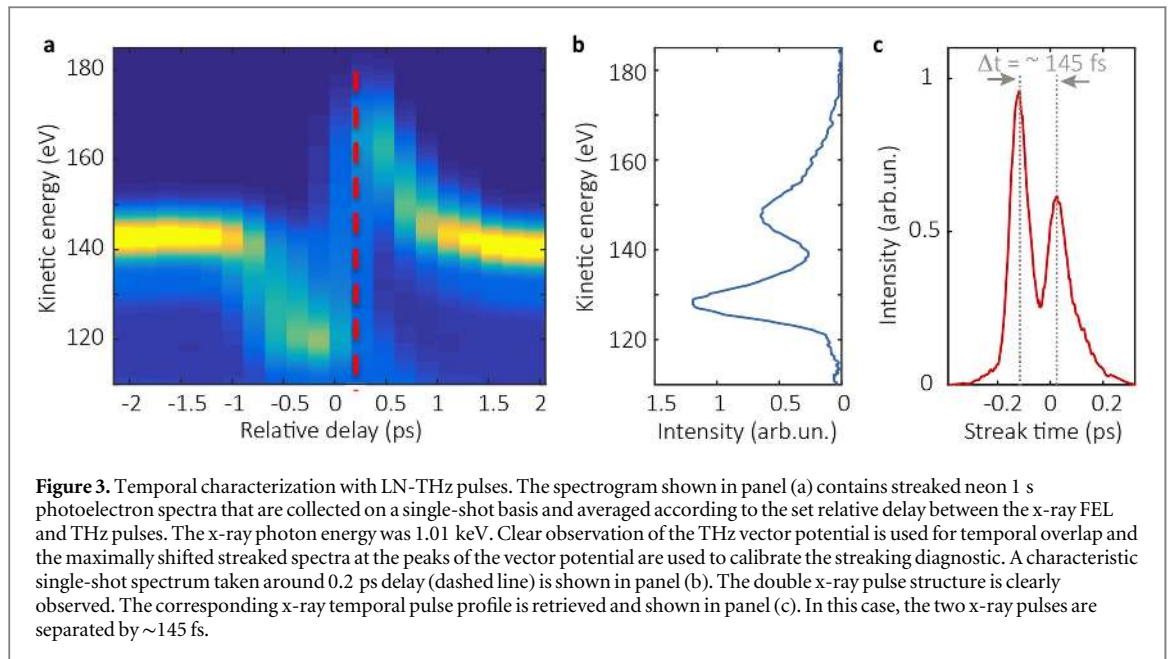 a
b
c
180
160
140
120
Kinetic energy (eV)
-2 -1.5 -1 -0.5 0 0.5 1 1.5 2
Relative delay (ps)
180
160
140
120
Kinetic energy (eV)
1.5 1 0.5 0
Intensity (arb.un.)
Δt = ~ 145 fs
1
0.5
0
Intensity (arb.un.)
-0.2 0 0.2
Streak time (ps)
Figure 3. Temporal characterization with LN-THz pulses. The spectrogram shown in panel (a) contains streaked neon 1 s
photoelectron spectra that are collected on a single-shot basis and averaged according to the set relative delay between the x-ray FEL
and THz pulses. The x-ray photon energy was 1.01 keV. Clear observation of the THz vector potential is used for temporal overlap and
the maximally shifted streaked spectra at the peaks of the vector potential are used to calibrate the streaking diagnostic. A characteristic
single-shot spectrum taken around 0.2 ps delay (dashed line) is shown in panel (b). The double x-ray pulse structure is clearly
observed. The corresponding x-ray temporal pulse profile is retrieved and shown in panel (c). In this case, the two x-ray pulses are
separated by ~145 fs.